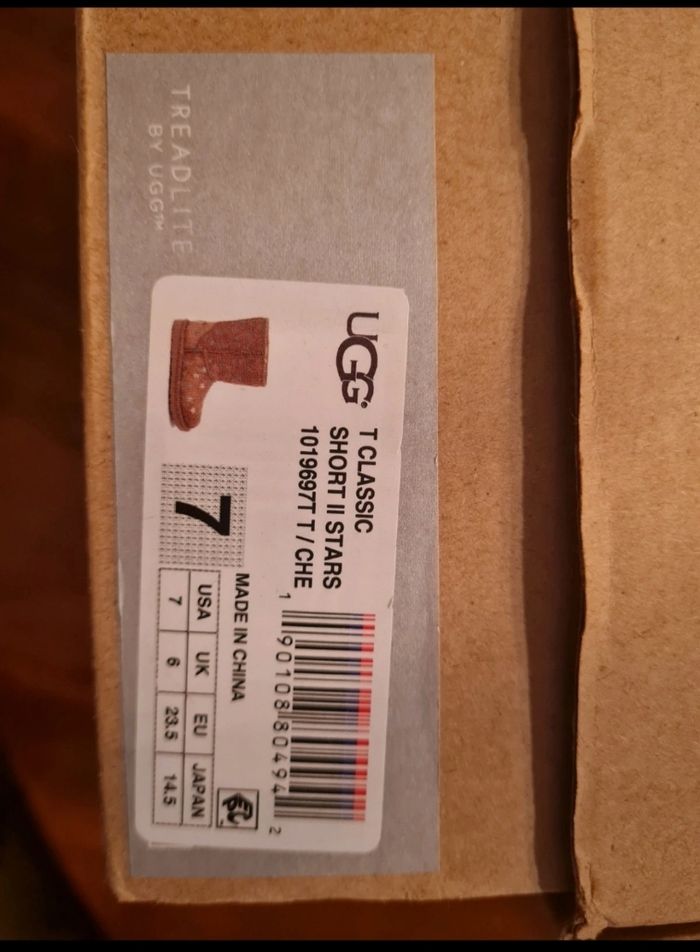 TREADLITE
BY UGG™
UGG®
T CLASSIC
SHORT II STARS
1019697T T / CHE
7
MADE IN CHINA
USA UK EU JAPAN
7 6 23.5 14.5
1 90108 80494 2